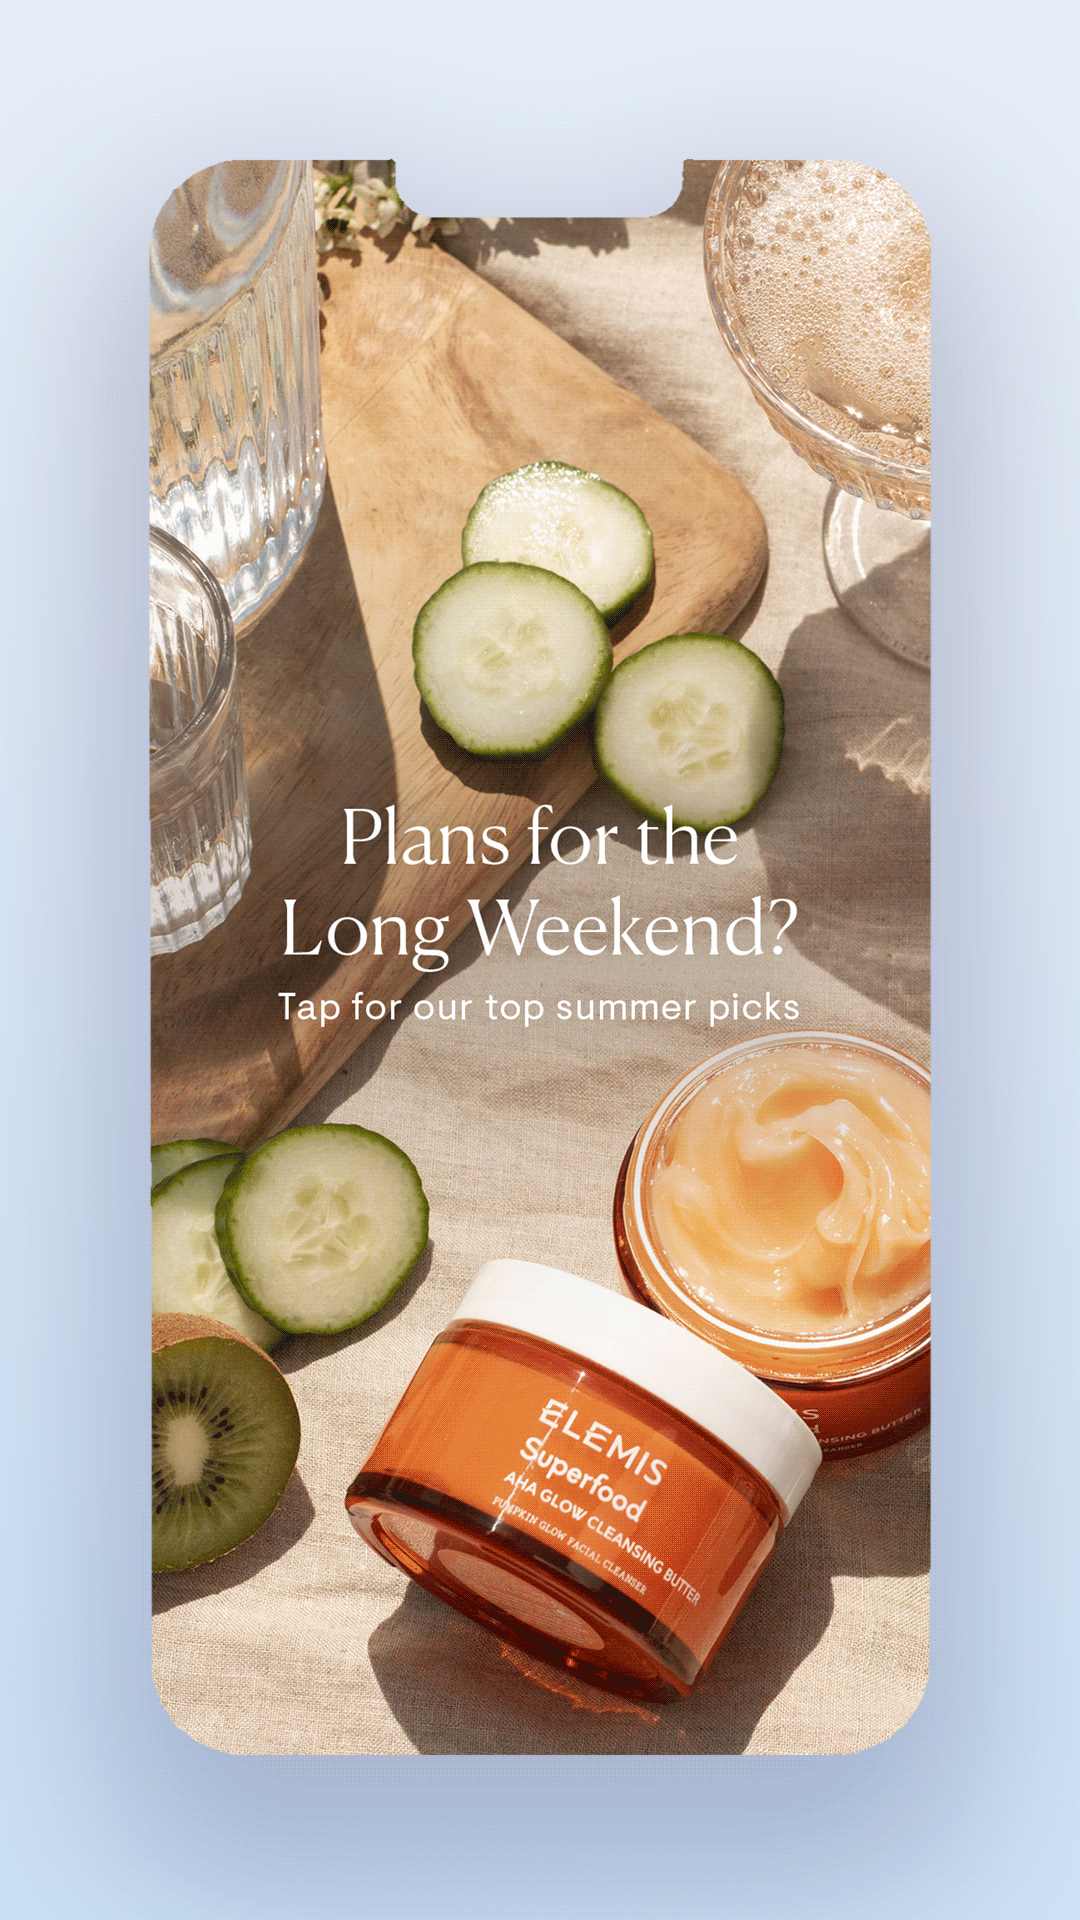 Plans for the
Long Weekend?
Tap for our top summer picks
ELEMIS
Superfood
AHA GLOW CLEANSING BUTTER
PUMPKIN GLOW FACIAL CLEANSER